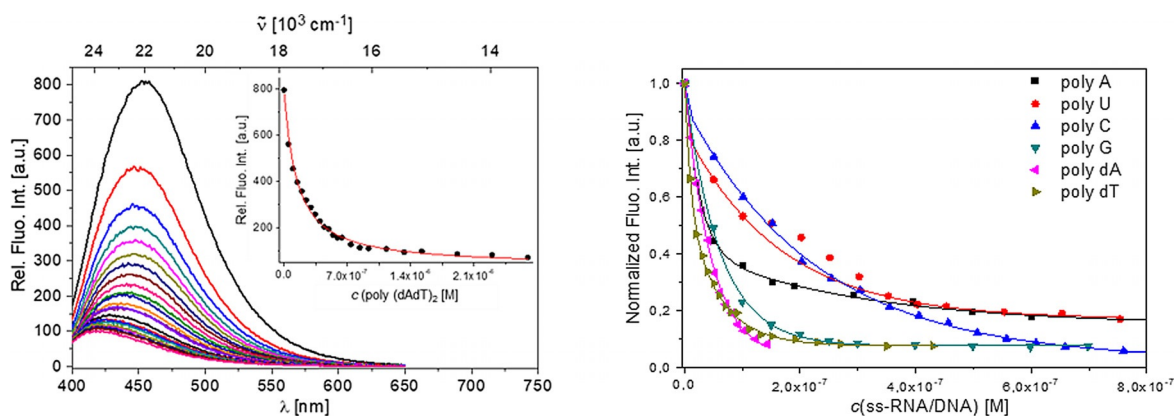 ν̃ [10³ cm⁻¹]
24 22 20 18 16 14
800
700
600
500
400
300
200
100
0
Rel. Fluo. Int. [a.u.]
400 450 500 550 600 650 700 750
λ [nm]
800
600
400
200
Rel. Fluo. Int. [a.u.]
0.0 7.0x10⁻⁷ 1.4x10⁻⁶ 2.1x10⁻⁶
c (poly (dAdT)₂ [M]
1,0
0,8
0.6
0.4
0.2
0.0
Normalized Fluo. Int. [a.u.]
poly A
poly U
poly C
poly G
poly dA
poly dT
0,0 2,0x10⁻⁷ 4,0x10⁻⁷ 6,0x10⁻⁷ 8,0x10⁻⁷
c(ss-RNA/DNA) [M]